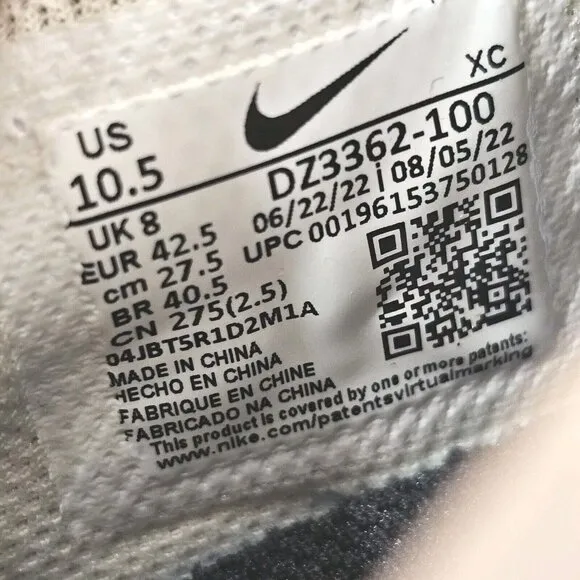 XC
US
10.5
DZ3362-100
UK 8
06/22/22 | 08/05/22
EUR 42.5
UPC 00196153750128
cm 27.5
BR 40.5
CN 275(2.5)
04JBT5R1D2M1A
MADE IN CHINA
HECHO EN CHINA
FABRIQUE EN CHINE
FABRICADO NA CHINA
This product is covered by one or more patents:
www.nike.com/patentsvirtualmarking